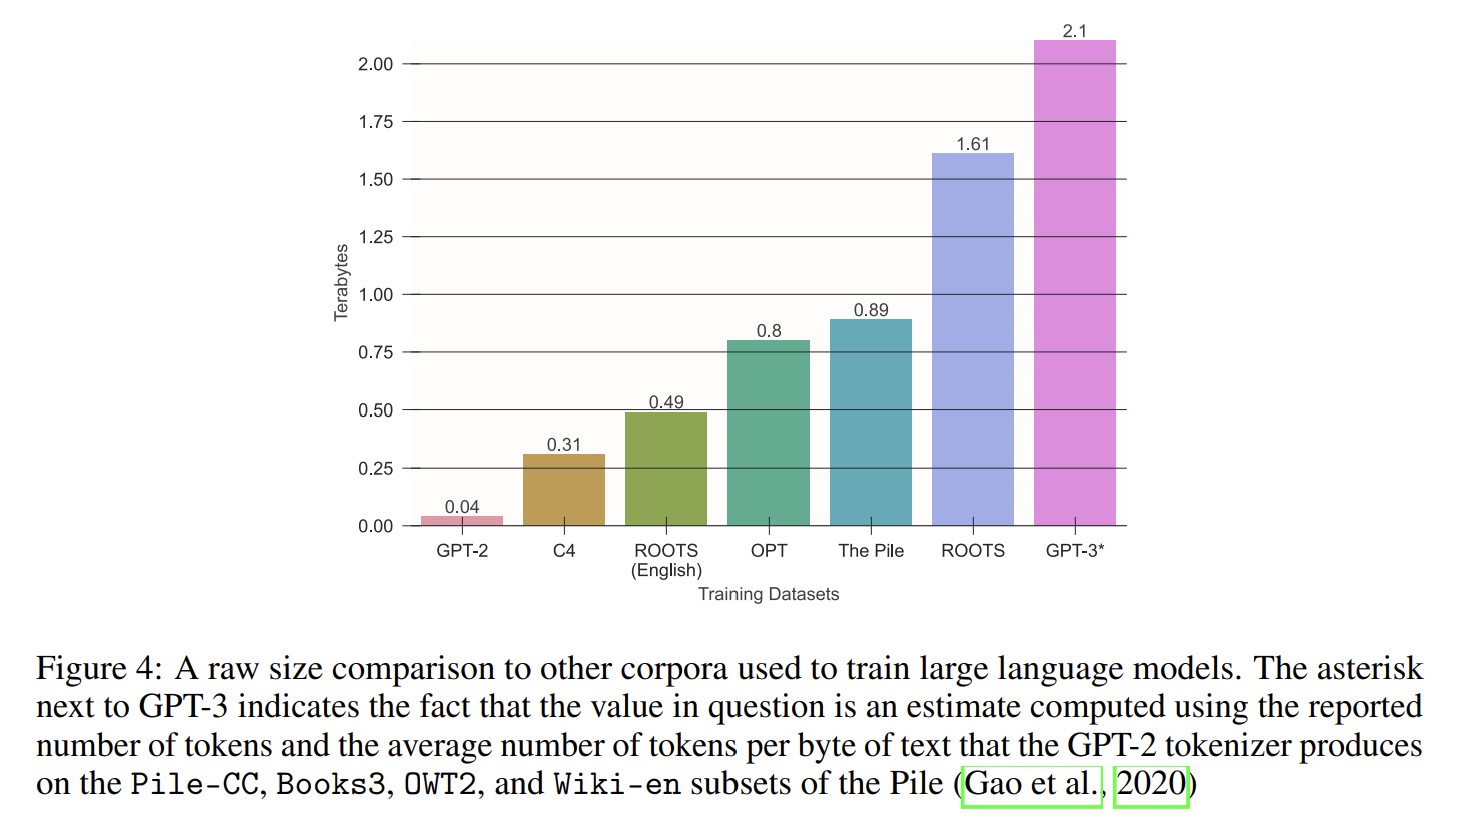 2.1
2.00
1.75
1.61
1.50
1.25
Terabytes
1.00
0.89
0.8
0.75
0.49
0.50
0.31
0.25
0.04
0.00
GPT-2 C4 ROOTS OPT The Pile ROOTS GPT-3*
(English)
Training Datasets
Figure 4: A raw size comparison to other corpora used to train large language models. The asterisk
next to GPT-3 indicates the fact that the value in question is an estimate computed using the reported
number of tokens and the average number of tokens per byte of text that the GPT-2 tokenizer produces
on the Pile-CC, Books3, OWT2, and Wiki-en subsets of the Pile (Gao et al., 2020)